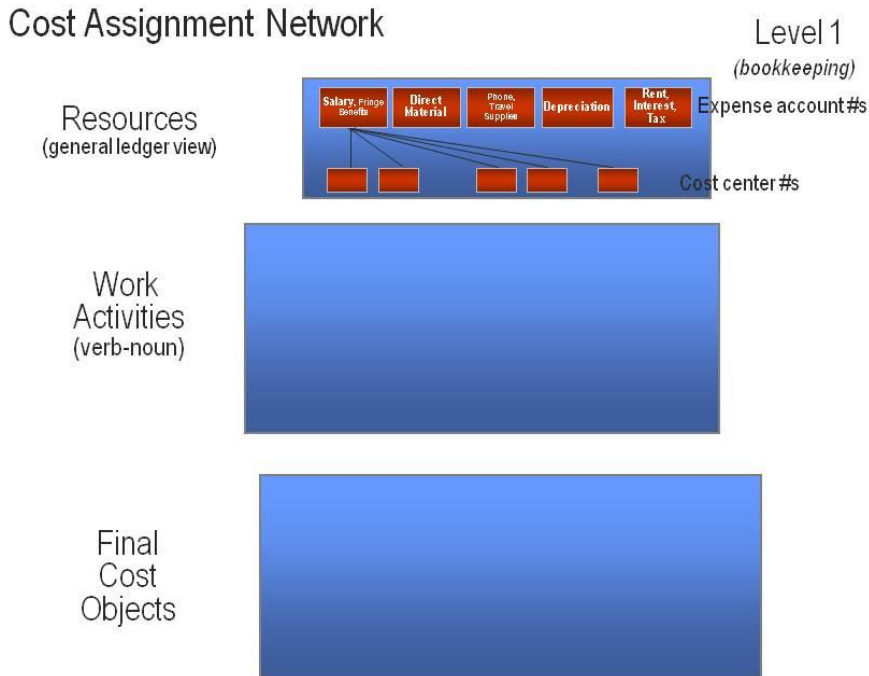 Cost Assignment Network
Level 1
(bookkeeping)
Resources
(general ledger view)
Salary, Fringe
Benefits
Direct
Material
Phone,
Travel
Supplies
Depreciation
Rent,
Interest,
Tax
Expense account #s
Cost center #s
Work
Activities
(verb-noun)
Final
Cost
Objects